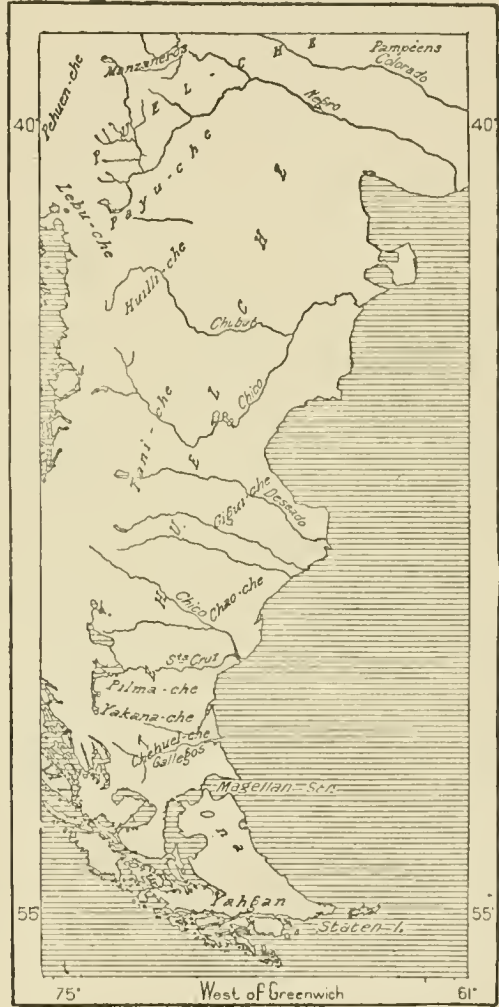 Manzaneros
P U E L - C H E
Pampéens
Colorado
Negro
Pehuen-che
40°
40°
Payu-che
Lebu-che
Huilli-che
Chubut
Chico
H U. E L C H E
Tani-che
Deseado
Chico
Chao-che
Sta Cruz
Pilma-che
Yakana-che
Chehuel-che
Gallegos
Magellan-Str.
Ona
Yahgan
Staten-I.
55°
55°
75°
West of Greenwich
61°